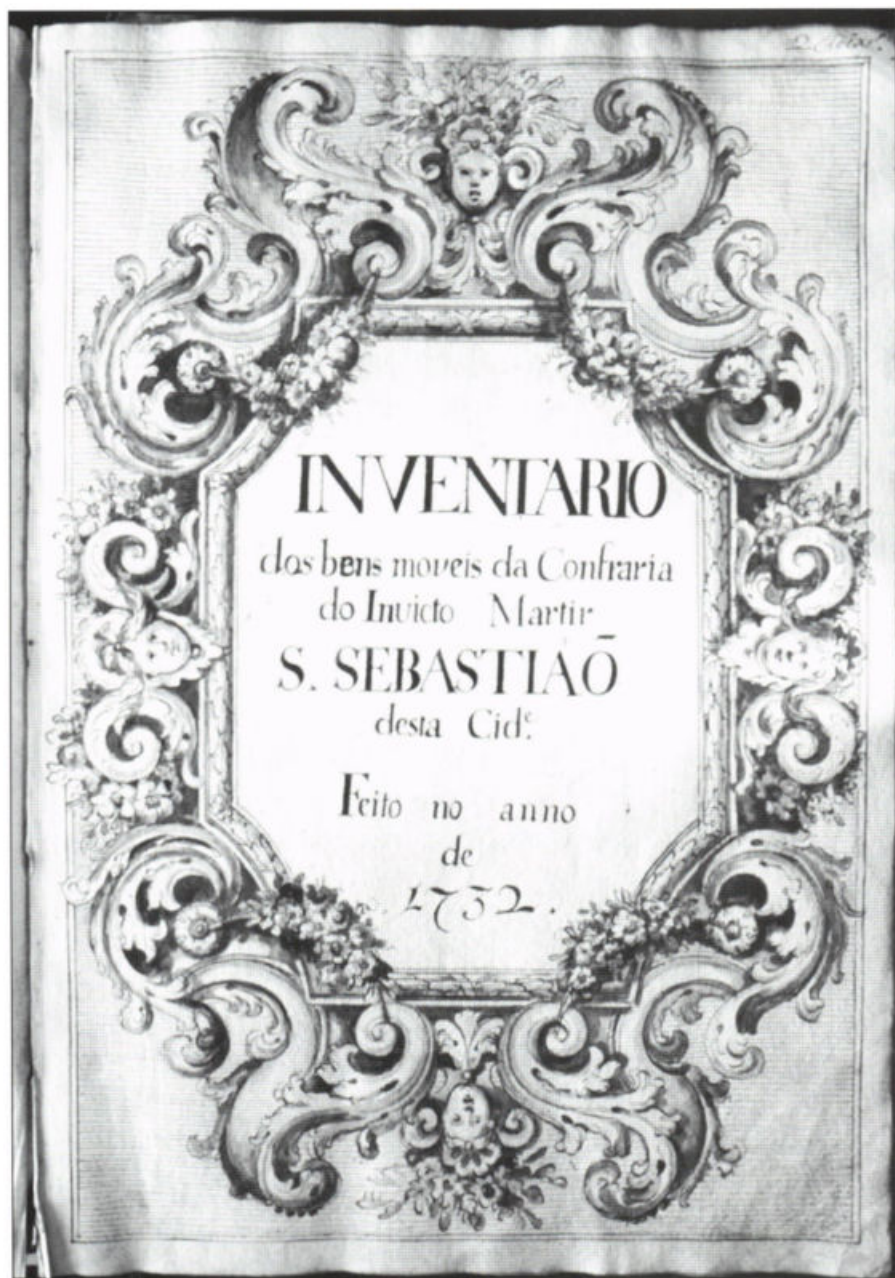 INVENTARIO
dos bens moveis da Confraria
do Invicto Martir
S. SEBASTIAÕ
desta Cid.e
Feito no anno
de
.1732.